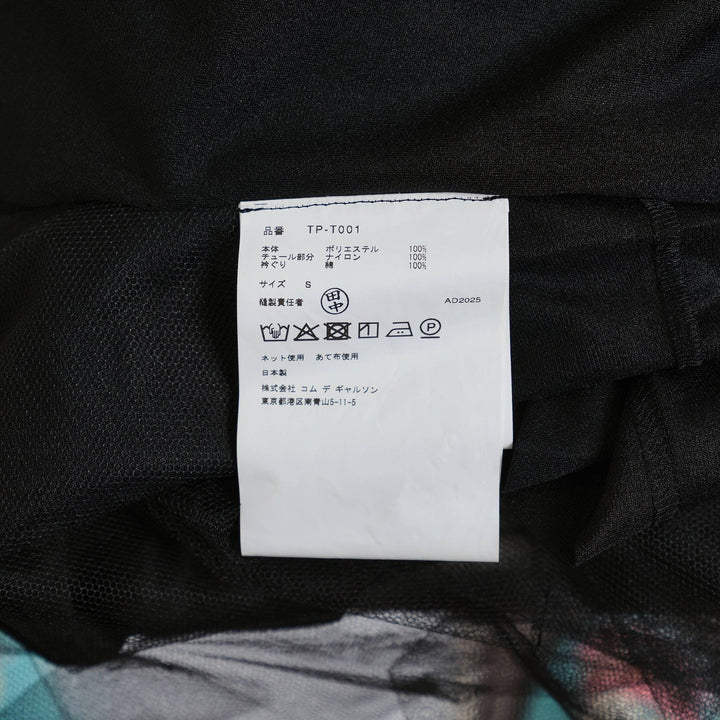 品番 TP-T001
本体 ポリエステル 100%
チュール部分 ナイロン 100%
衿ぐり 綿 100%
サイズ S
縫製責任者 田中 AD2025
ネット使用 あて布使用
日本製
株式会社 コム デ ギャルソン
東京都港区南青山5-11-5